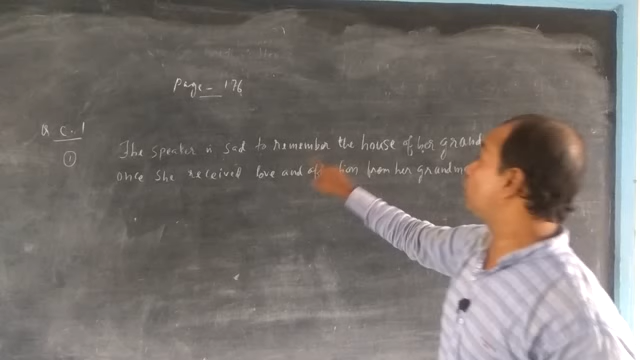 Page - 176
Q C.1
① The speaker is sad to remember the house of her grand
once she received love and aff tion from her grandm